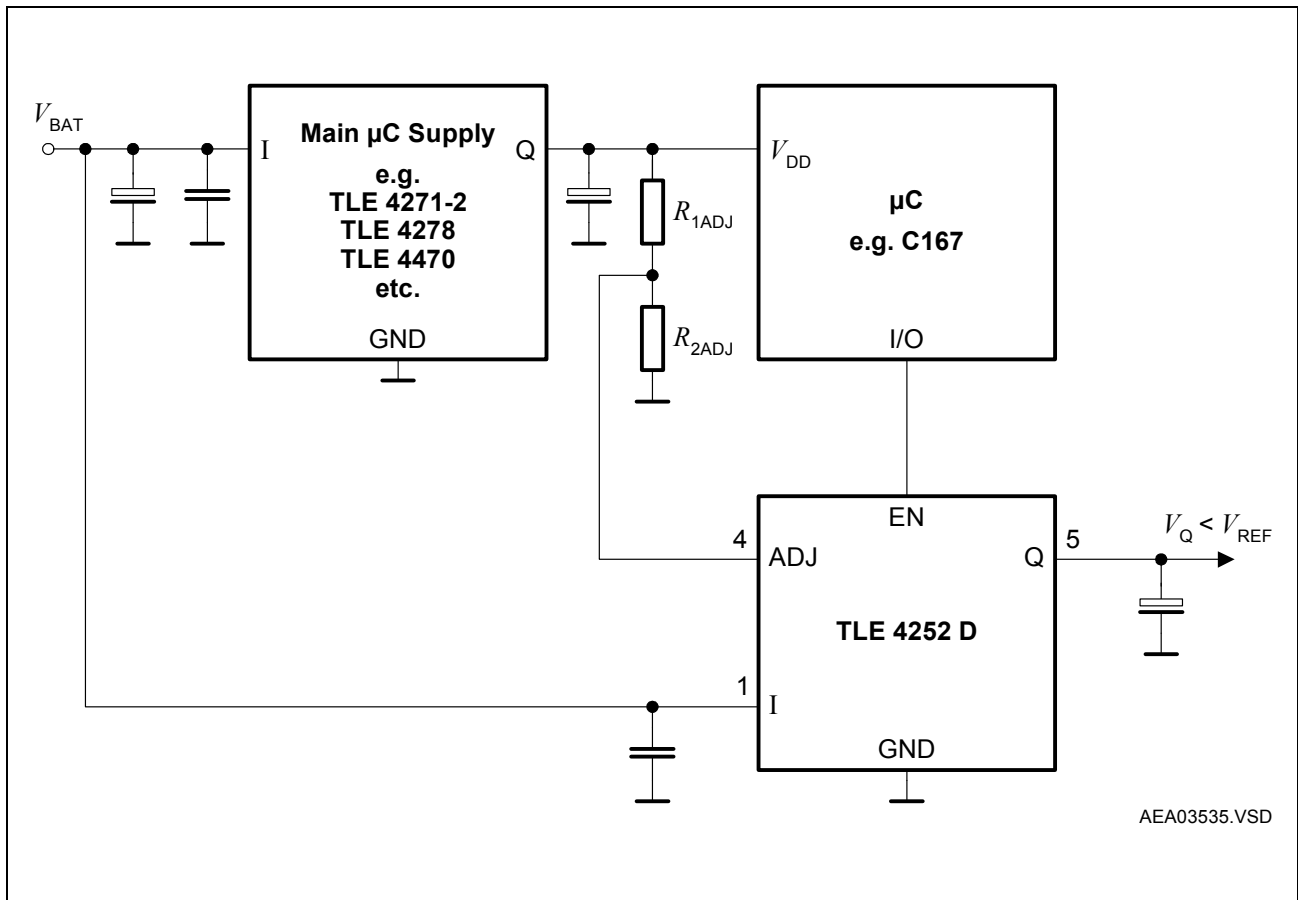 V_BAT
I
Main µC Supply
e.g.
TLE 4271-2
TLE 4278
TLE 4470
etc.
Q
GND
R_1ADJ
R_2ADJ
V_DD
µC
e.g. C167
I/O
EN
4
ADJ
Q
5
V_Q < V_REF
TLE 4252 D
1
I
GND
AEA03535.VSD